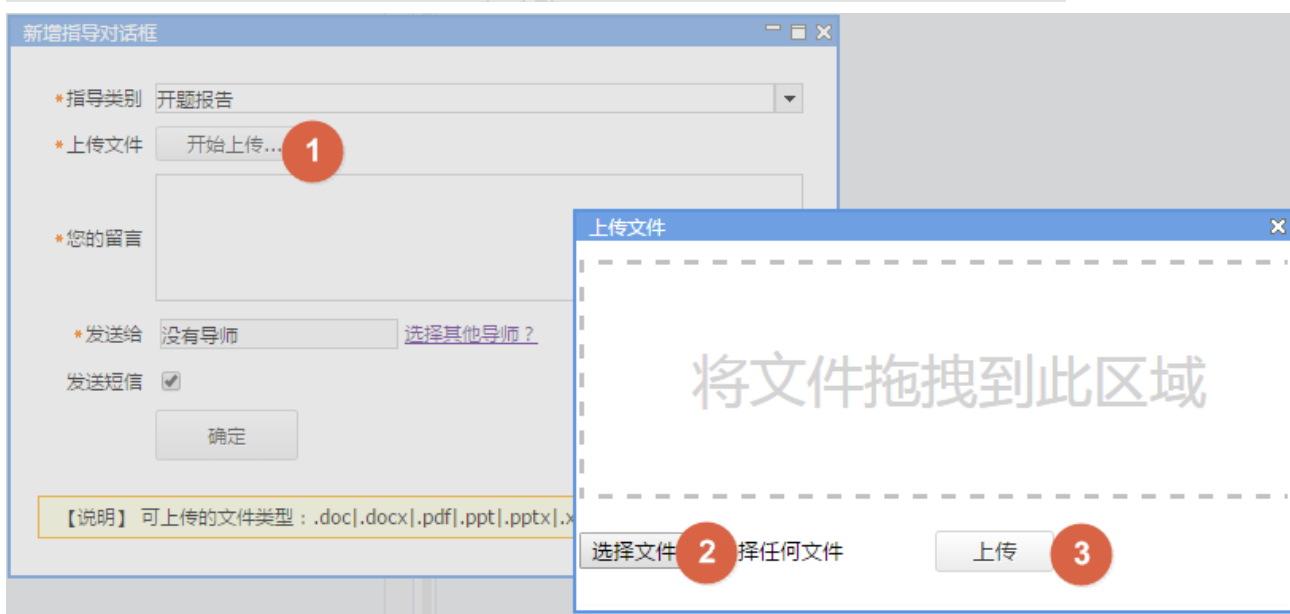 新增指导对话框
*指导类别 开题报告
*上传文件 开始上传... 1
*您的留言
上传文件
将文件拖拽到此区域
*发送给 没有导师 选择其他导师？
发送短信
确定
【说明】 可上传的文件类型：.doc|.docx|.pdf|.ppt|.pptx|.x
选择文件 2 择任何文件 上传 3